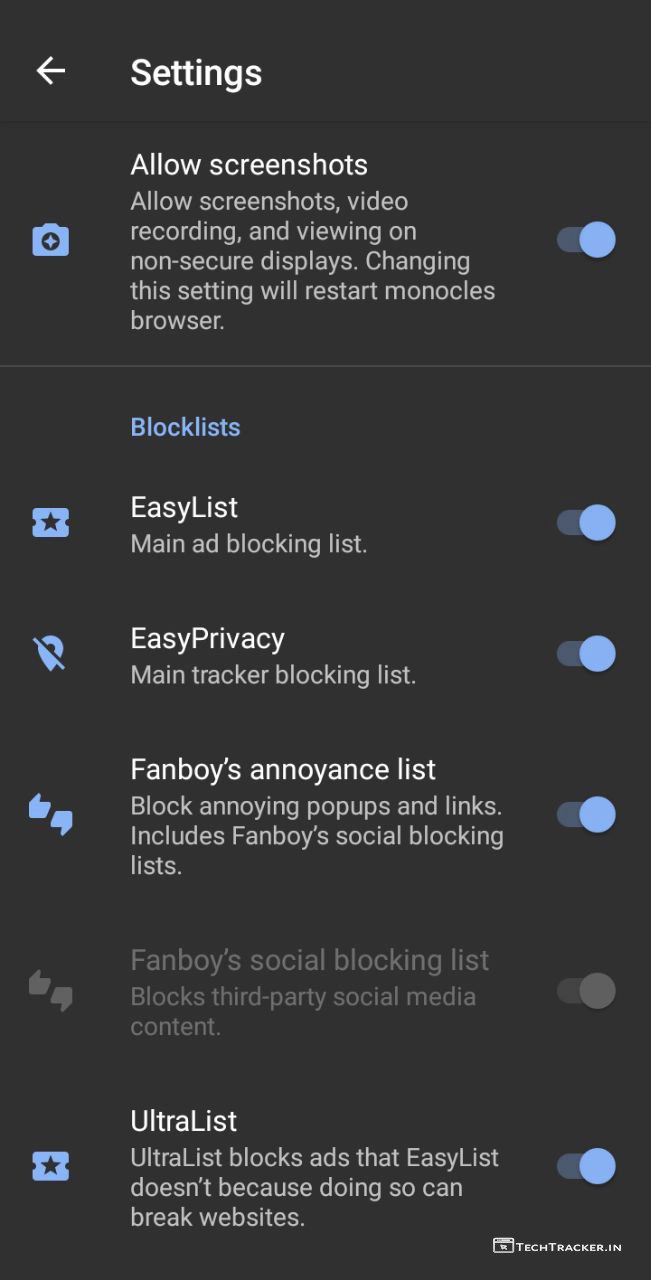 Settings
Allow screenshots
Allow screenshots, video
recording, and viewing on
non-secure displays. Changing
this setting will restart monocles
browser.
Blocklists
EasyList
Main ad blocking list.
EasyPrivacy
Main tracker blocking list.
Fanboy’s annoyance list
Block annoying popups and links.
Includes Fanboy’s social blocking
lists.
Fanboy’s social blocking list
Blocks third-party social media
content.
UltraList
UltraList blocks ads that EasyList
doesn’t because doing so can
break websites.
TechTracker.in